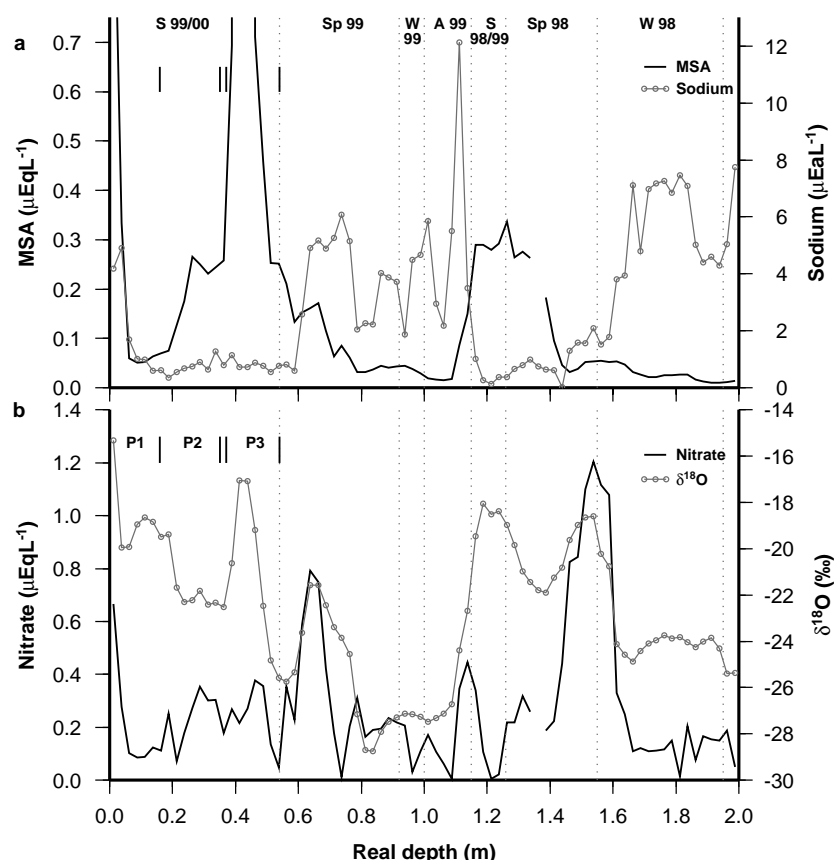 a
S 99/00 Sp 99 W 99 A 99 S 98/99 Sp 98 W 98
MSA
Sodium
0.7
0.6
0.5
0.4
0.3
0.2
0.1
0.0
MSA (µEqL⁻¹)
12
10
8
6
4
2
0
Sodium (µEaL⁻¹)
b
P1 P2 P3
Nitrate
δ¹⁸O
1.4
1.2
1.0
0.8
0.6
0.4
0.2
0.0
Nitrate (µEqL⁻¹)
-14
-16
-18
-20
-22
-24
-26
-28
-30
δ¹⁸O (‰)
0.0 0.2 0.4 0.6 0.8 1.0 1.2 1.4 1.6 1.8 2.0
Real depth (m)